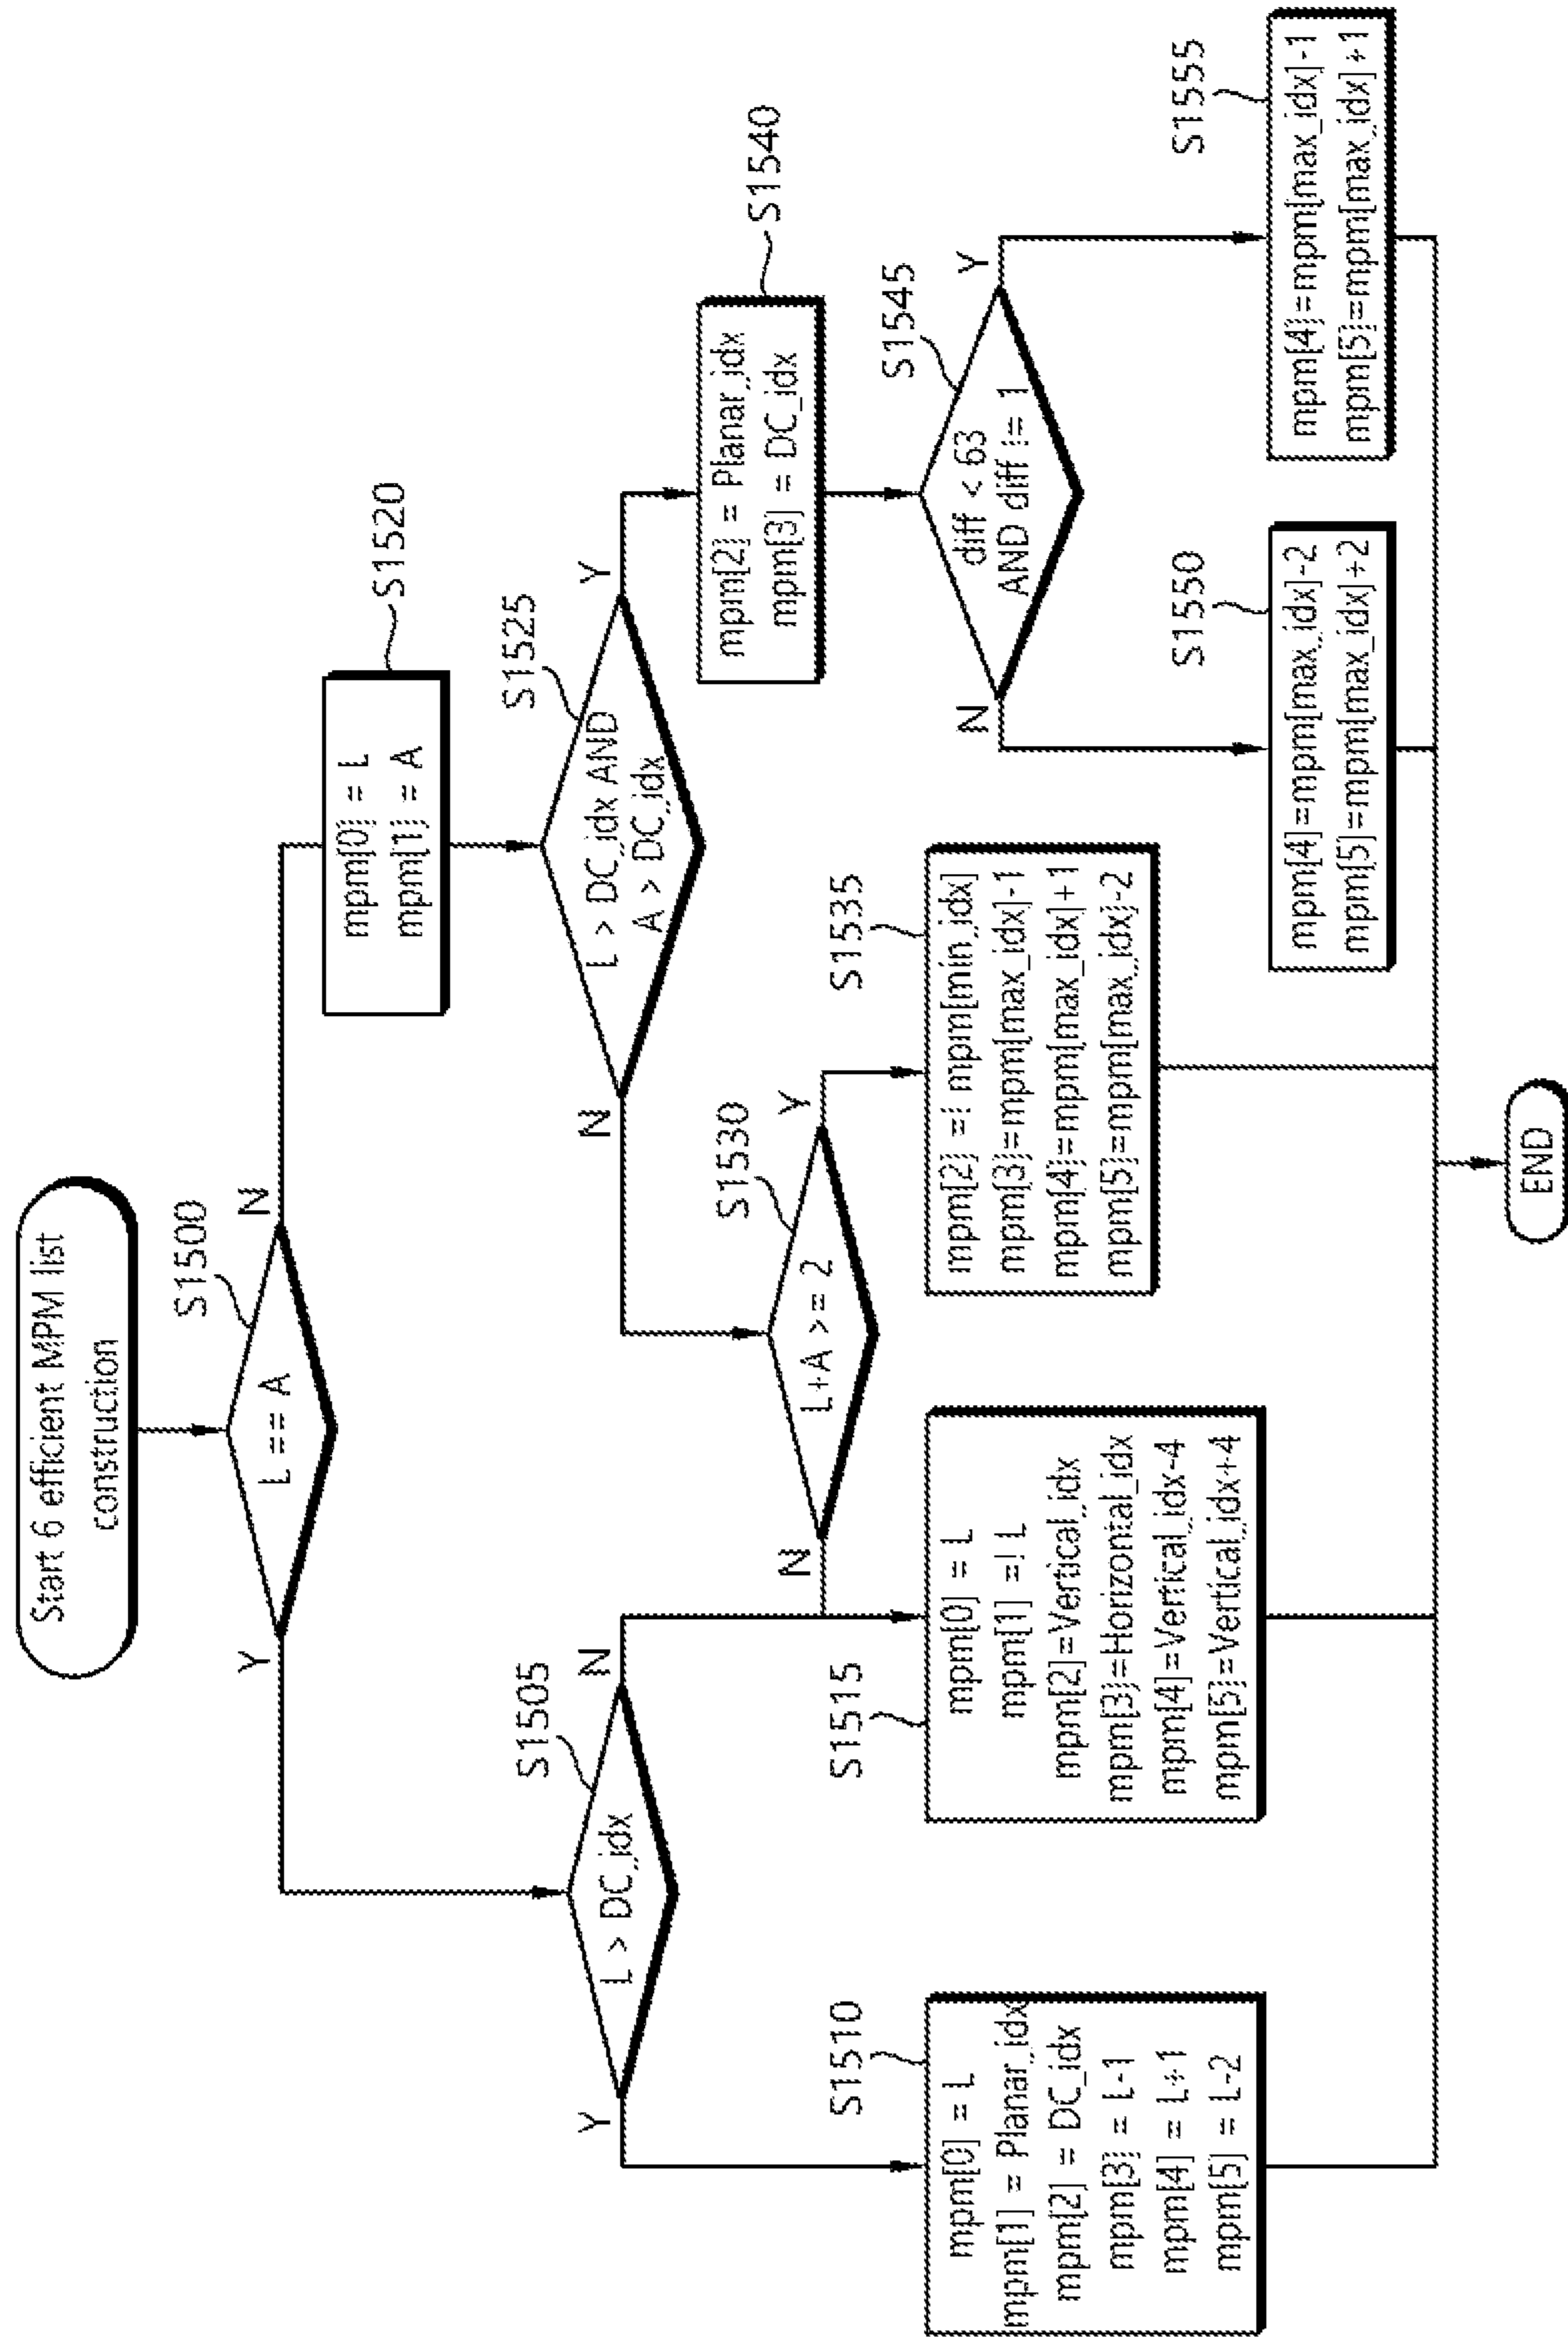 Start 6 efficient MPM list
construction
S1500
L == A
Y
N
S1505
L > DC_idx
Y
N
S1510
mpm[0] = L
mpm[1] = Planar_idx
mpm[2] = DC_idx
mpm[3] = L-1
mpm[4] = L+1
mpm[5] = L-2
S1515
mpm[0] = L
mpm[1] =! L
mpm[2]=Vertical_idx
mpm[3]=Horizontal_idx
mpm[4]=Vertical_idx-4
mpm[5]=Vertical_idx+4
S1520
mpm[0] = L
mpm[1] = A
S1525
L > DC_idx AND
A > DC_idx
N
Y
S1530
L+A >= 2
N
Y
S1535
mpm[2] =! mpm[min_idx]
mpm[3]=mpm[max_idx]-1
mpm[4]=mpm[max_idx]+1
mpm[5]=mpm[max_idx]-2
S1540
mpm[2] = Planar_idx
mpm[3] = DC_idx
S1545
diff < 63
AND diff != 1
N
Y
S1550
mpm[4]=mpm[max_idx]-2
mpm[5]=mpm[max_idx]+2
S1555
mpm[4]=mpm[max_idx]-1
mpm[5]=mpm[max_idx]+1
END